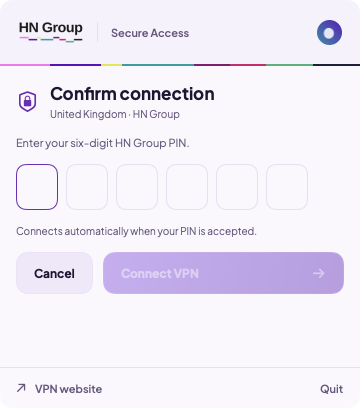 HN Group
Secure Access
Confirm connection
United Kingdom · HN Group
Enter your six-digit HN Group PIN.
Connects automatically when your PIN is accepted.
Cancel
Connect VPN
VPN website
Quit